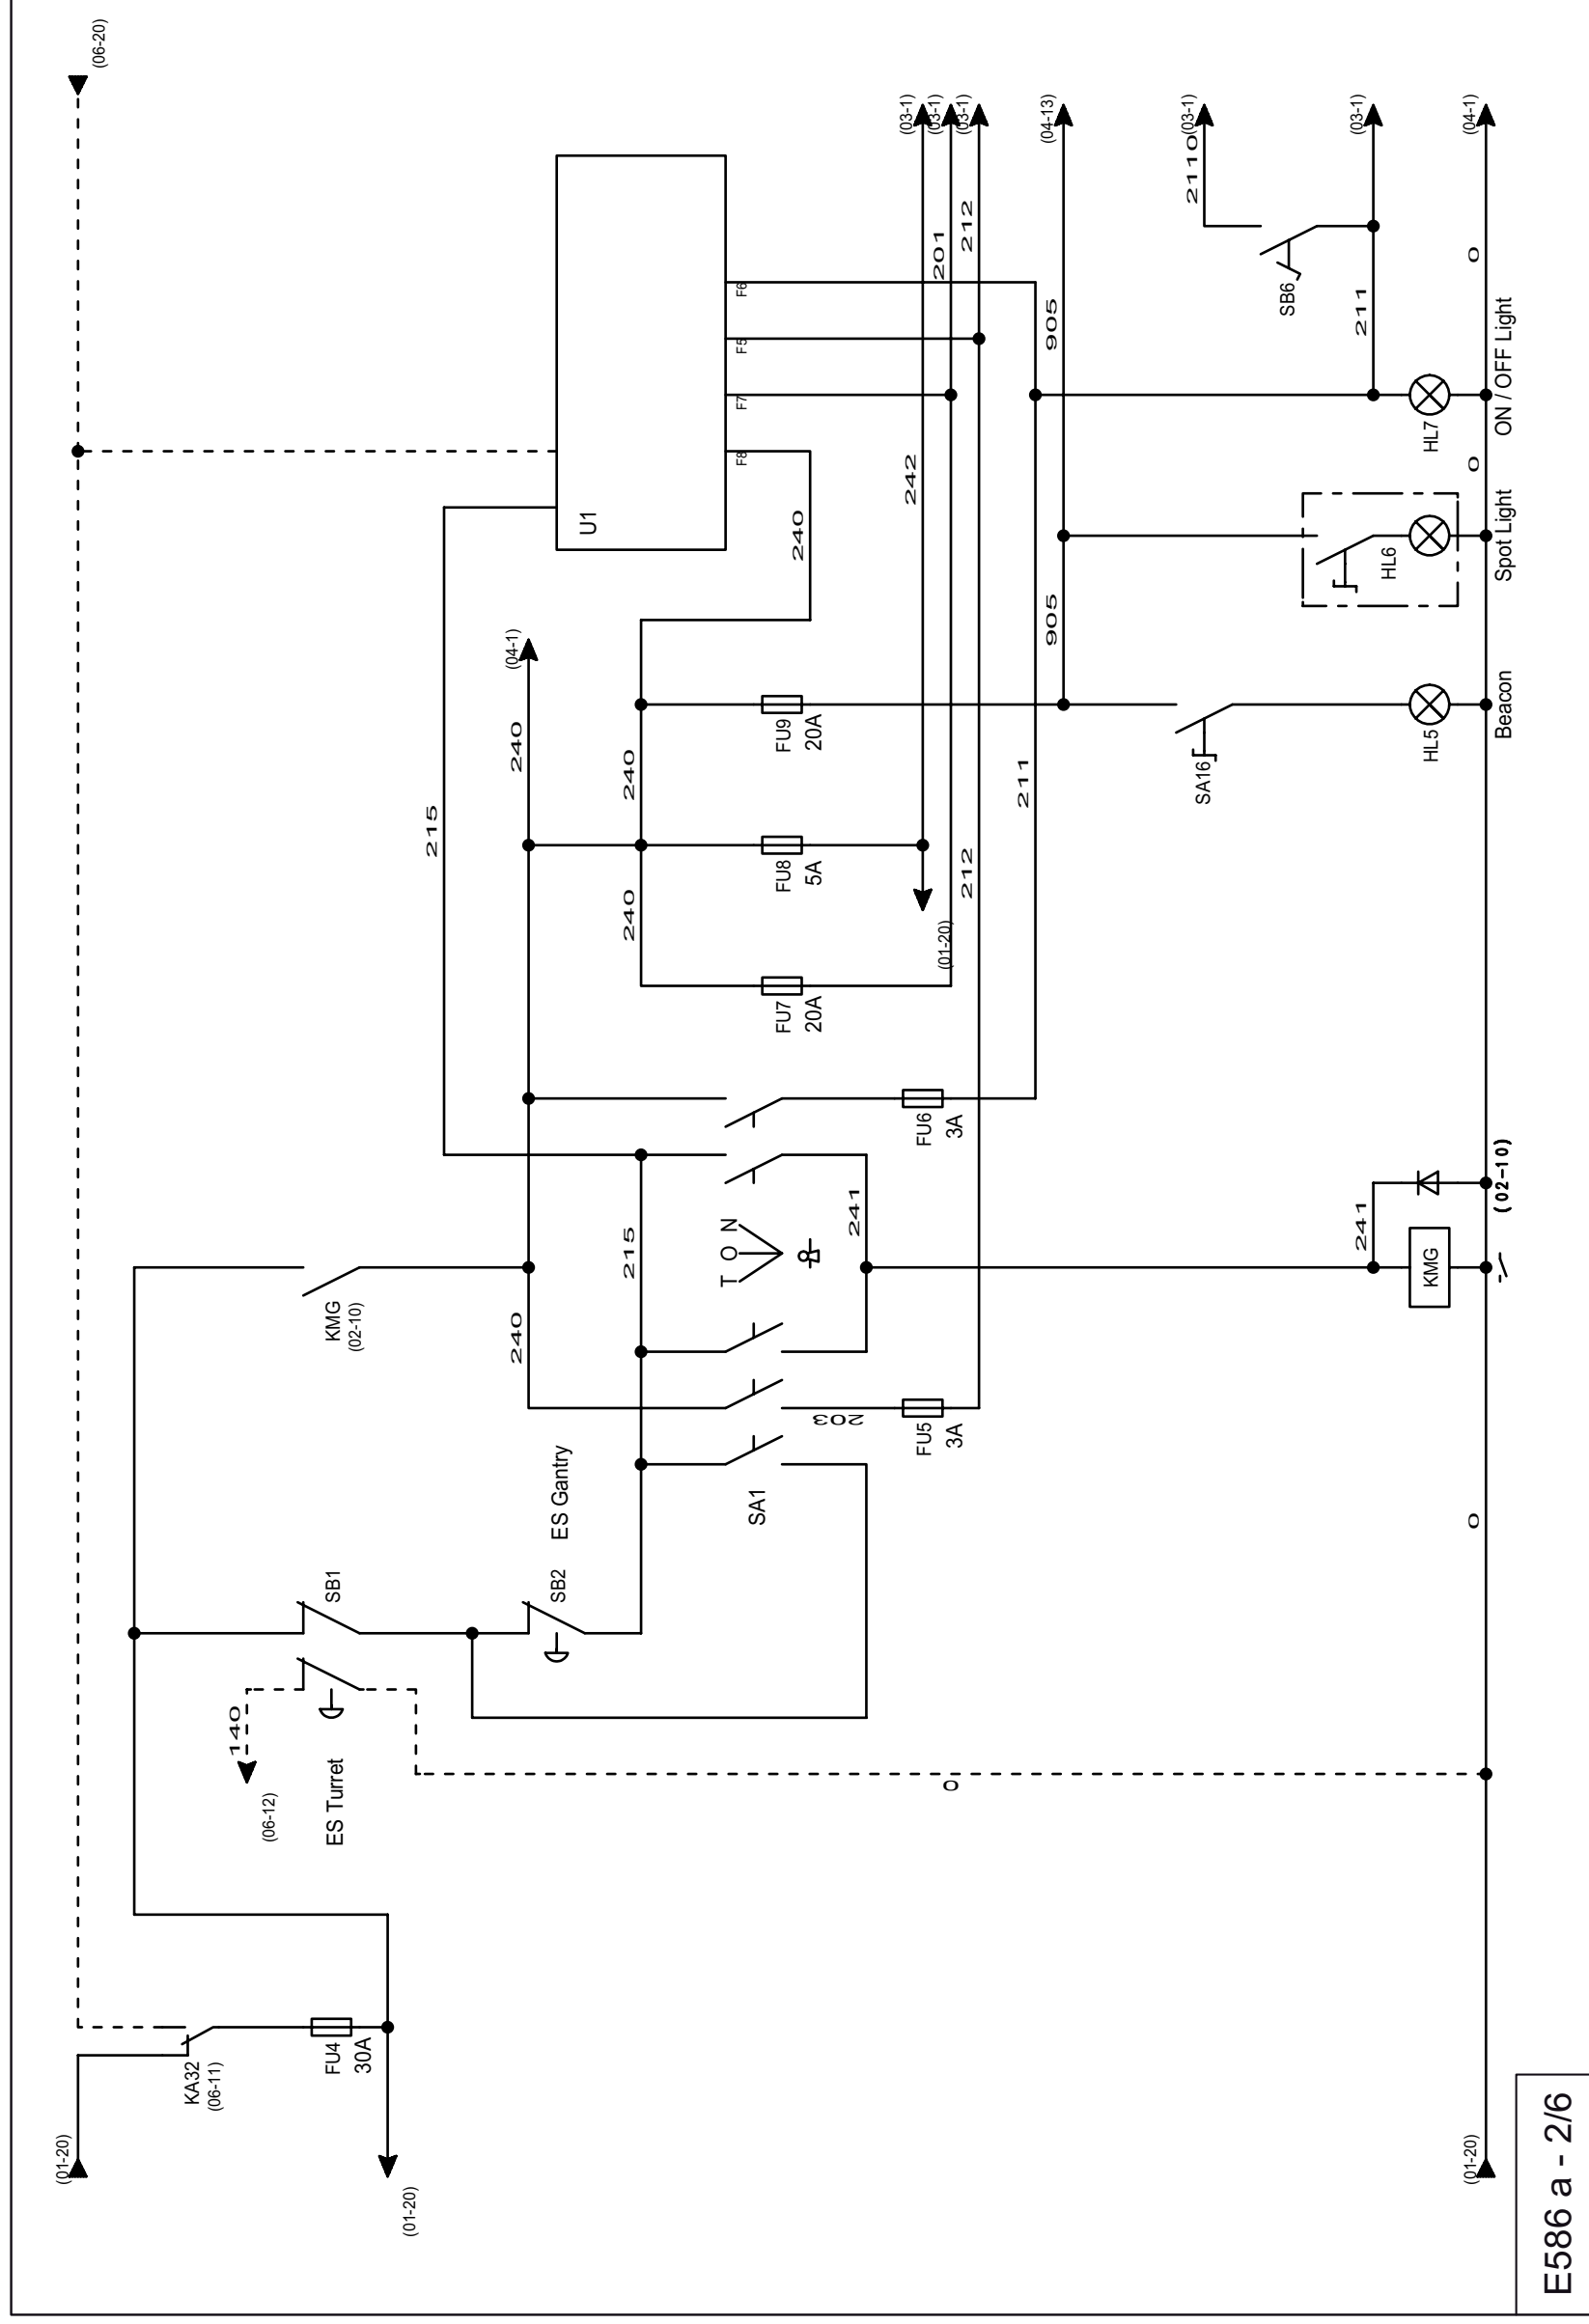 (01-20)
KA32
(06-11)
FU4
30A
(01-20)
(06-12)
140
ES Turret
SB1
SB2
ES Gantry
KMG
(02-10)
240
215
203
SA1
FU5
3A
T O N
241
FU6
3A
215
240
(04-1)
240
240
FU7
20A
FU8
5A
FU9
20A
(01-20)
U1
240
F8
F7
F5
F6
(06-20)
242
(03-1)
201
(03-1)
212
212
(03-1)
211
905
905
(04-13)
2110
(03-1)
SB6
211
(03-1)
SA16
HL5
HL6
HL7
241
KMG
(01-20)
0
0
0
0
(04-1)
(02-10)
Beacon
Spot Light
ON / OFF Light
E586 a - 2/6